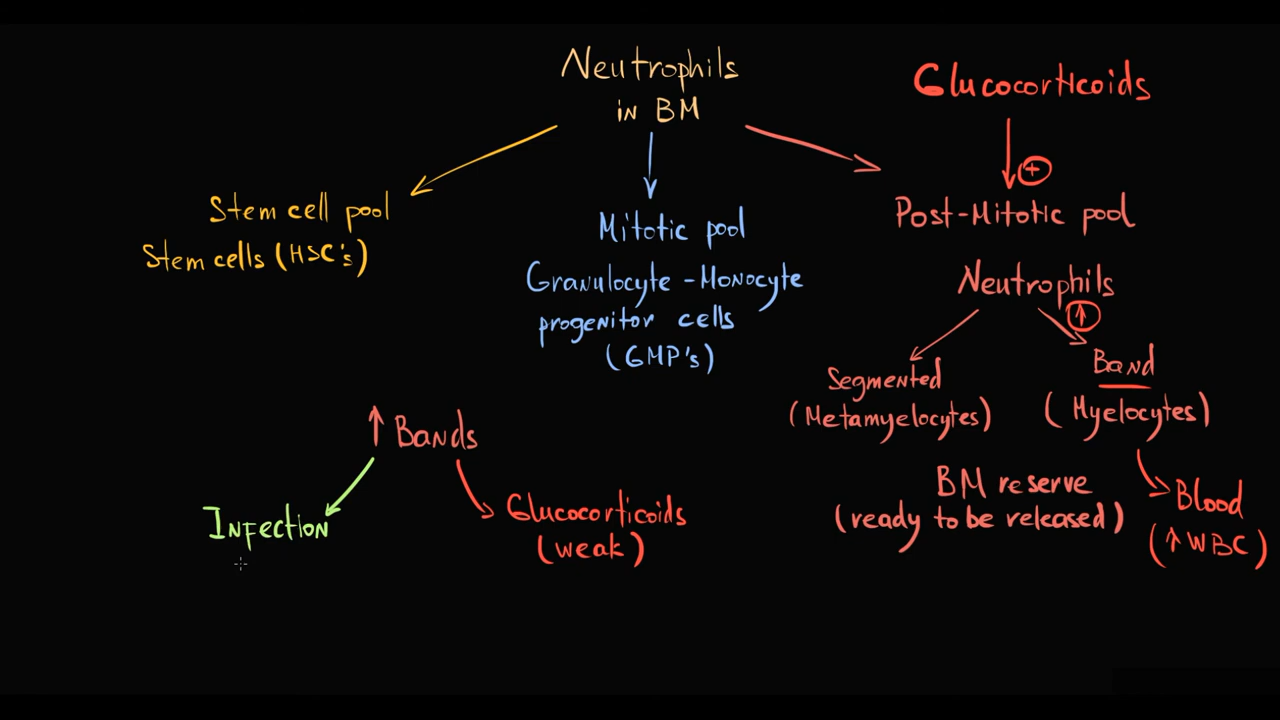 Neutrophils
in BM
Glucocorticoids
+
Stem cell pool
Stem cells (HSC's)
Mitotic pool
Granulocyte - Monocyte
progenitor cells
(GMP's)
Post-Mitotic pool
Neutrophils
↑
Segmented
(Metamyelocytes)
Band
(Myelocytes)
BM reserve
(ready to be released)
Blood
(↑ WBC)
↑ Bands
Infection
Glucocorticoids
(weak)